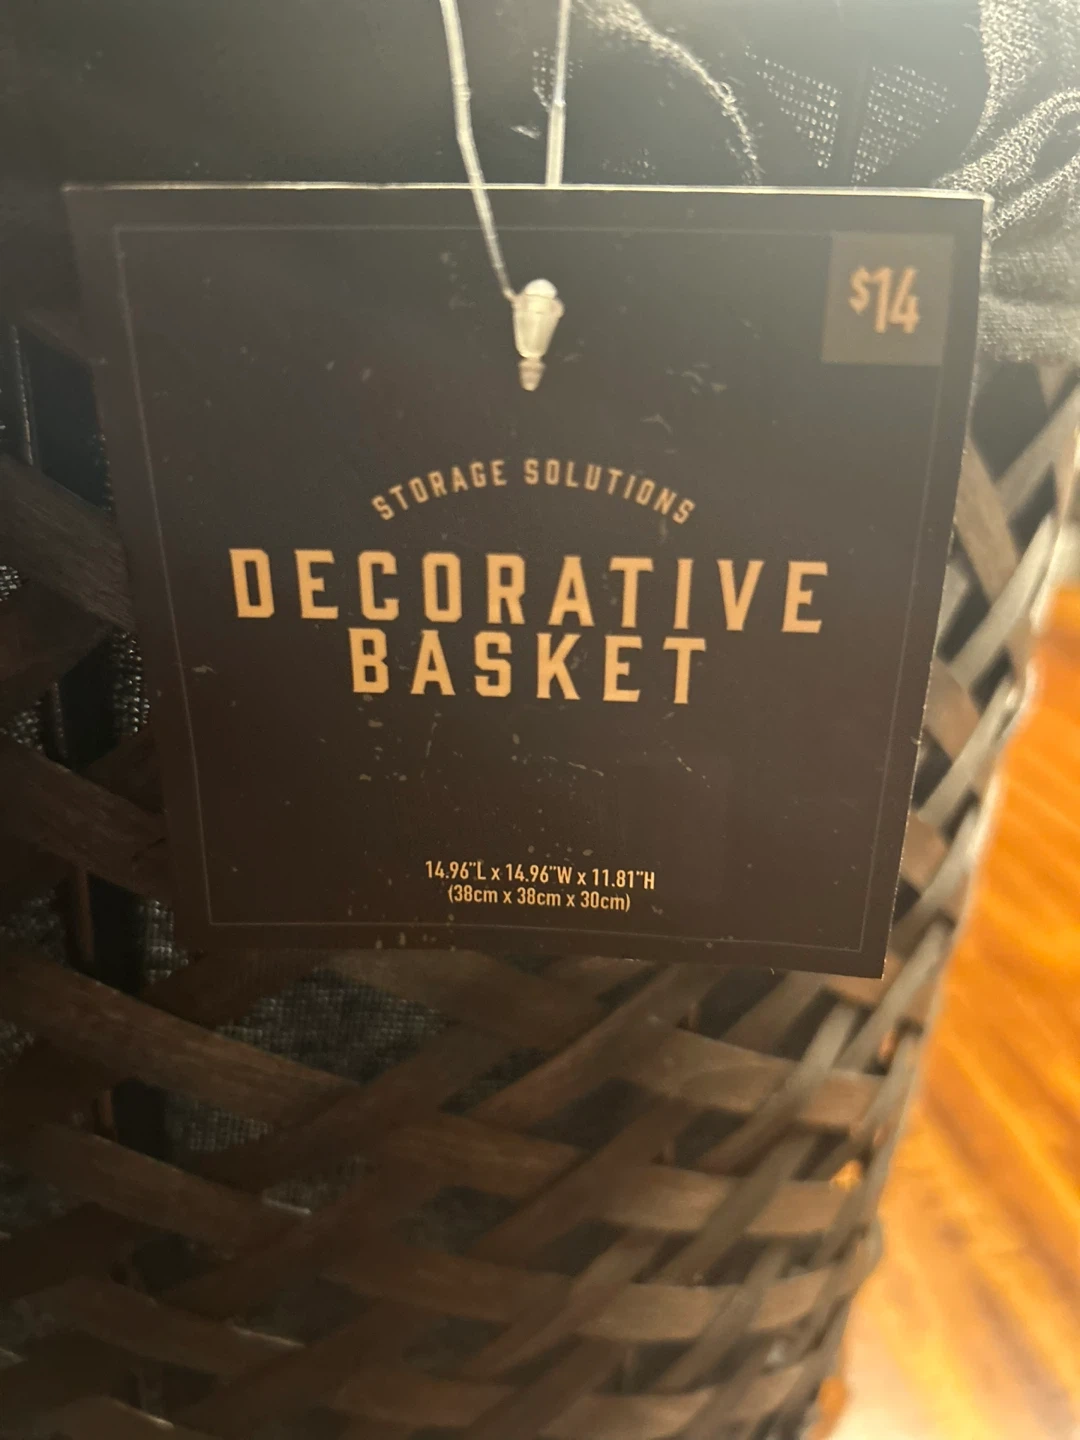 $14
STORAGE SOLUTIONS
DECORATIVE
BASKET
14.96"L x 14.96"W x 11.81"H
(38cm x 38cm x 30cm)